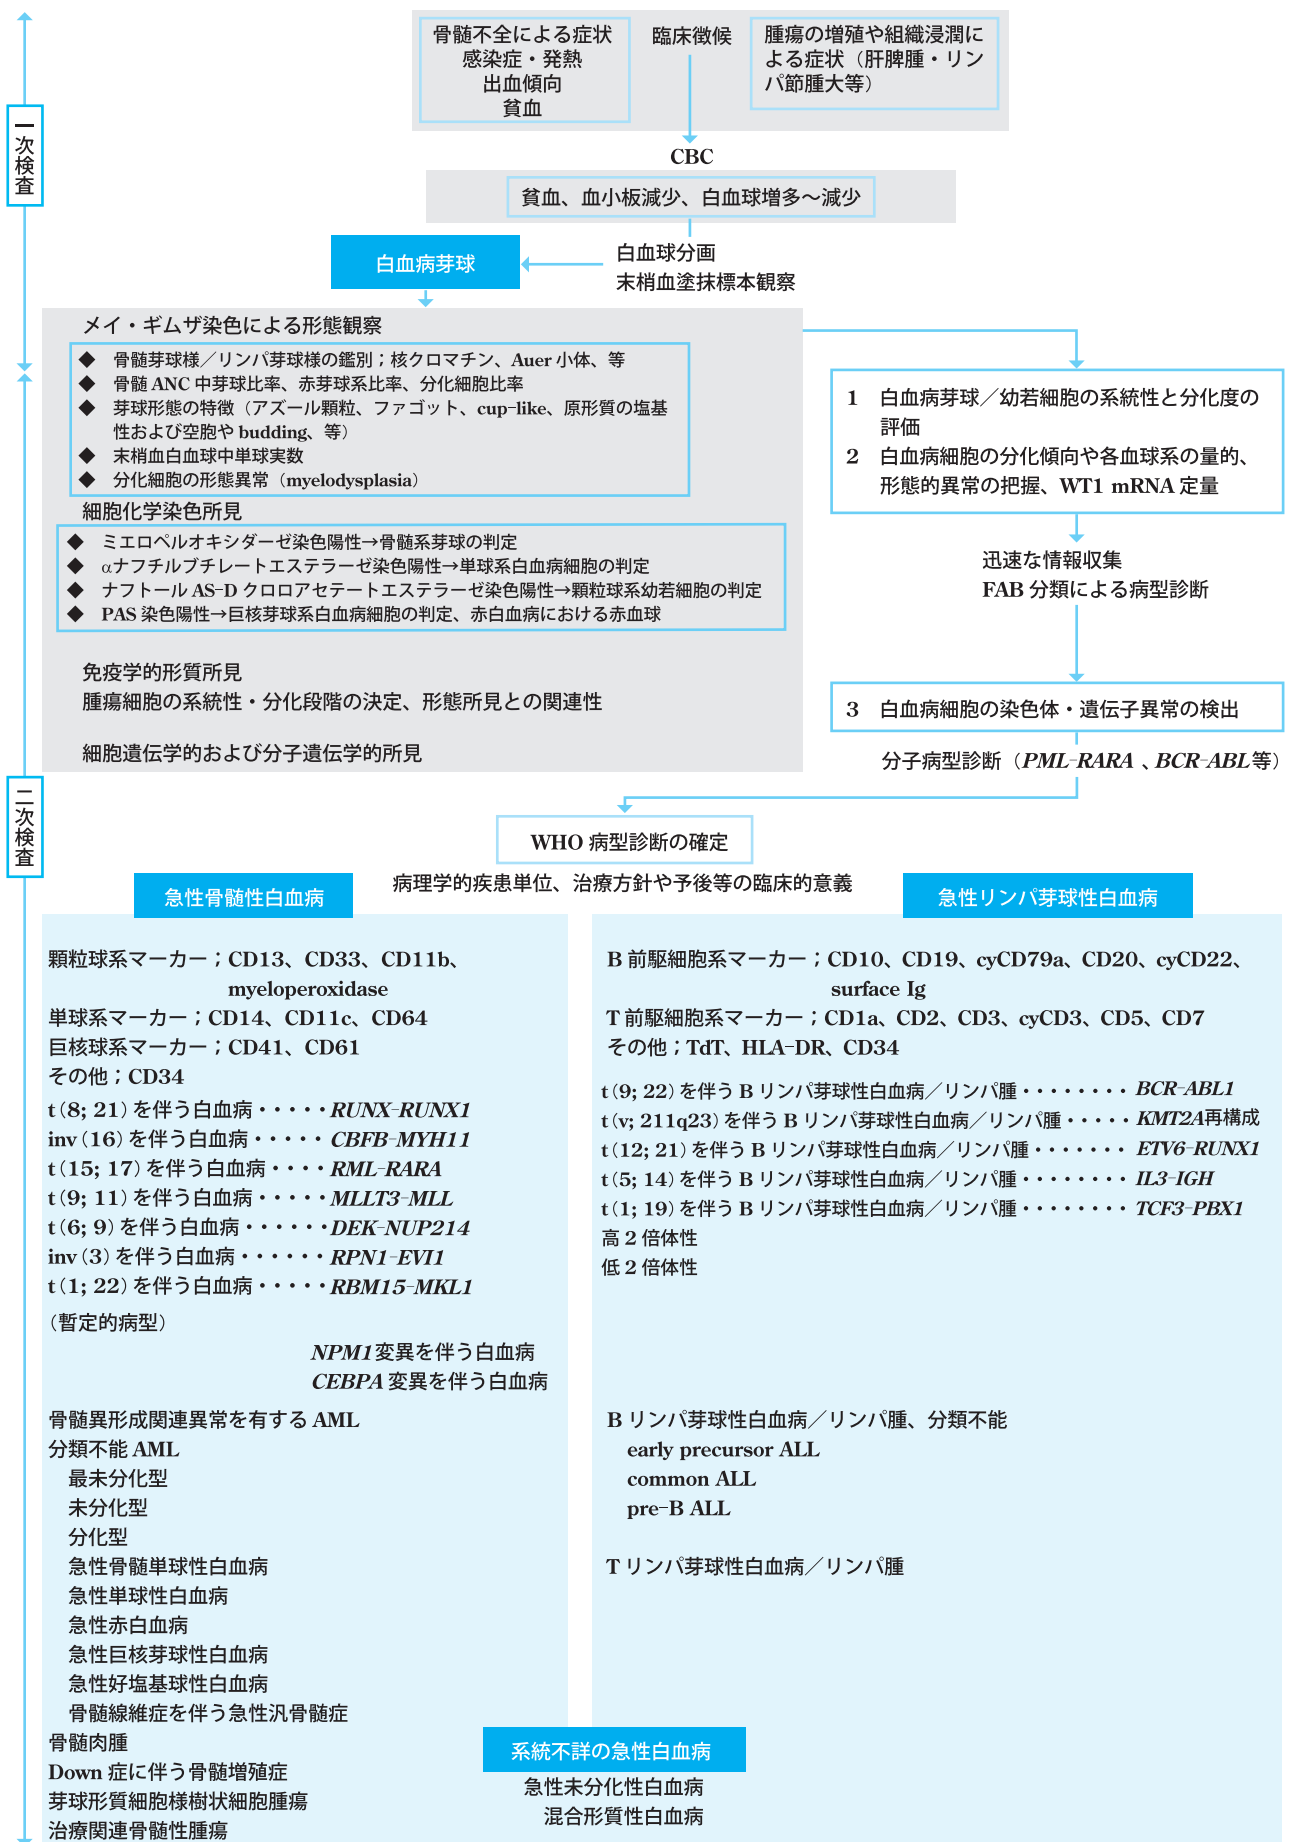 一次検査
骨髄不全による症状
感染症・発熱
出血傾向
貧血
臨床徴候
腫瘍の増殖や組織浸潤に
よる症状（肝脾腫・リン
パ節腫大等）
CBC
貧血、血小板減少、白血球増多～減少
白血球分画
末梢血塗抹標本観察
白血病芽球
メイ・ギムザ染色による形態観察
◆ 骨髄芽球様／リンパ芽球様の鑑別；核クロマチン、Auer 小体、等
◆ 骨髄 ANC 中芽球比率、赤芽球系比率、分化細胞比率
◆ 芽球形態の特徴（アズール顆粒、ファゴット、cup-like、原形質の塩基
性および空胞や budding、等）
◆ 末梢血白血球中単球実数
◆ 分化細胞の形態異常（myelodysplasia）
細胞化学染色所見
◆ ミエロペルオキシダーゼ染色陽性→骨髄系芽球の判定
◆ αナフチルブチレートエステラーゼ染色陽性→単球系白血病細胞の判定
◆ ナフトール AS-D クロロアセテートエステラーゼ染色陽性→顆粒球系幼若細胞の判定
◆ PAS 染色陽性→巨核芽球系白血病細胞の判定、赤白血病における赤血球
免疫学的形質所見
腫瘍細胞の系統性・分化段階の決定、形態所見との関連性
細胞遺伝学的および分子遺伝学的所見
1 白血病芽球／幼若細胞の系統性と分化度の
評価
2 白血病細胞の分化傾向や各血球系の量的、
形態的異常の把握、WT1 mRNA 定量
迅速な情報収集
FAB 分類による病型診断
3 白血病細胞の染色体・遺伝子異常の検出
分子病型診断（PML-RARA 、BCR-ABL等）
二次検査
WHO 病型診断の確定
病理学的疾患単位、治療方針や予後等の臨床的意義
急性骨髄性白血病
顆粒球系マーカー；CD13、CD33、CD11b、
myeloperoxidase
単球系マーカー；CD14、CD11c、CD64
巨核球系マーカー；CD41、CD61
その他；CD34
t（8; 21）を伴う白血病・・・・・RUNX-RUNX1
inv（16）を伴う白血病・・・・・CBFB-MYH11
t（15; 17）を伴う白血病・・・・RML-RARA
t（9; 11）を伴う白血病・・・・・MLLT3-MLL
t（6; 9）を伴う白血病・・・・・・DEK-NUP214
inv（3）を伴う白血病・・・・・・RPN1-EVI1
t（1; 22）を伴う白血病・・・・・RBM15-MKL1
（暫定的病型）
NPM1変異を伴う白血病
CEBPA 変異を伴う白血病
骨髄異形成関連異常を有する AML
分類不能 AML
最未分化型
未分化型
分化型
急性骨髄単球性白血病
急性単球性白血病
急性赤白血病
急性巨核芽球性白血病
急性好塩基球性白血病
骨髄線維症を伴う急性汎骨髄症
骨髄肉腫
Down 症に伴う骨髄増殖症
芽球形質細胞様樹状細胞腫瘍
治療関連骨髄性腫瘍
急性リンパ芽球性白血病
B 前駆細胞系マーカー；CD10、CD19、cyCD79a、CD20、cyCD22、
surface Ig
T 前駆細胞系マーカー；CD1a、CD2、CD3、cyCD3、CD5、CD7
その他；TdT、HLA-DR、CD34
t（9; 22）を伴う B リンパ芽球性白血病／リンパ腫・・・・・・・・BCR-ABL1
t（v; 211q23）を伴う B リンパ芽球性白血病／リンパ腫・・・・・KMT2A再構成
t（12; 21）を伴う B リンパ芽球性白血病／リンパ腫・・・・・・・ETV6-RUNX1
t（5; 14）を伴う B リンパ芽球性白血病／リンパ腫・・・・・・・・IL3-IGH
t（1; 19）を伴う B リンパ芽球性白血病／リンパ腫・・・・・・・・TCF3-PBX1
高 2 倍体性
低 2 倍体性
B リンパ芽球性白血病／リンパ腫、分類不能
early precursor ALL
common ALL
pre-B ALL
T リンパ芽球性白血病／リンパ腫
系統不詳の急性白血病
急性未分化性白血病
混合形質性白血病